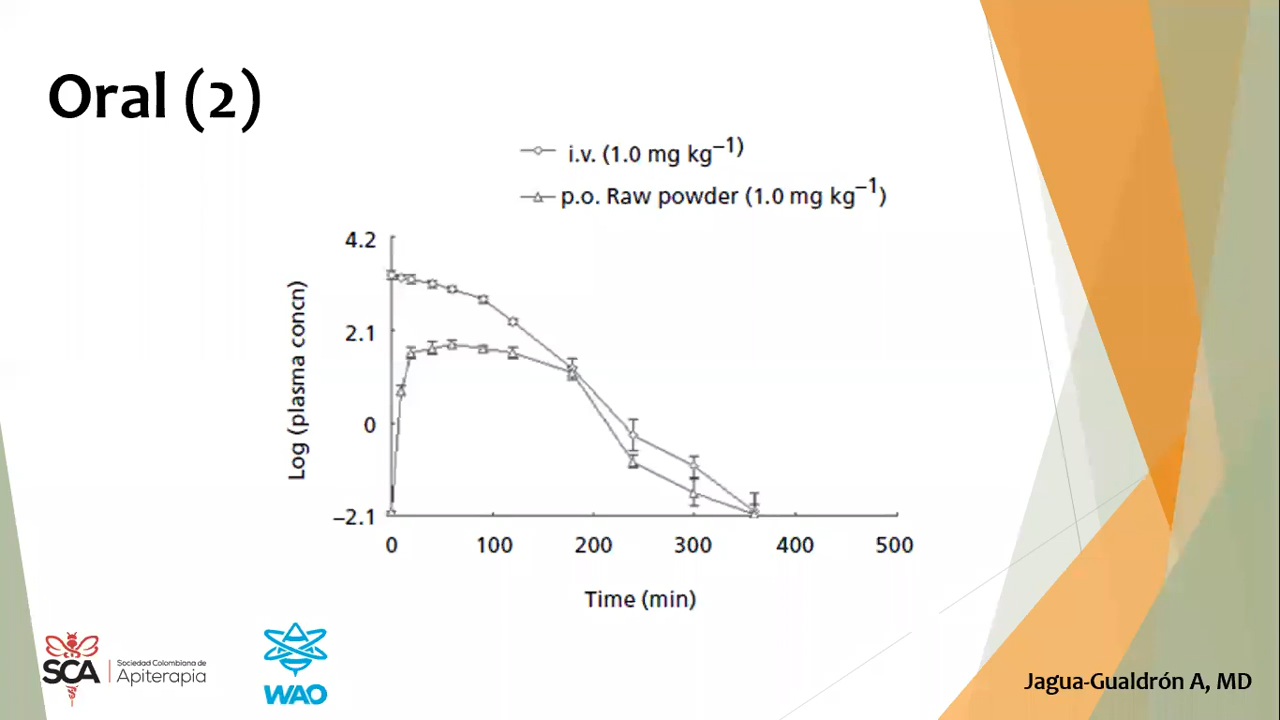 Oral (2)
i.v. (1.0 mg kg–1)
p.o. Raw powder (1.0 mg kg–1)
4.2
2.1
0
–2.1
Log (plasma concn)
0 100 200 300 400 500
Time (min)
SCA
Sociedad Colombiana de
Apiterapia
WAO
Jagua-Gualdrón A, MD